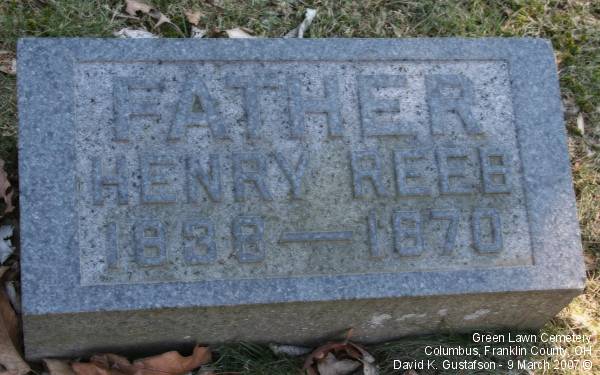 FATHER
HENRY REEB
1838 — 1870
Green Lawn Cemetery
Columbus, Franklin County, OH
David K. Gustafson - 9 March 2007 ©